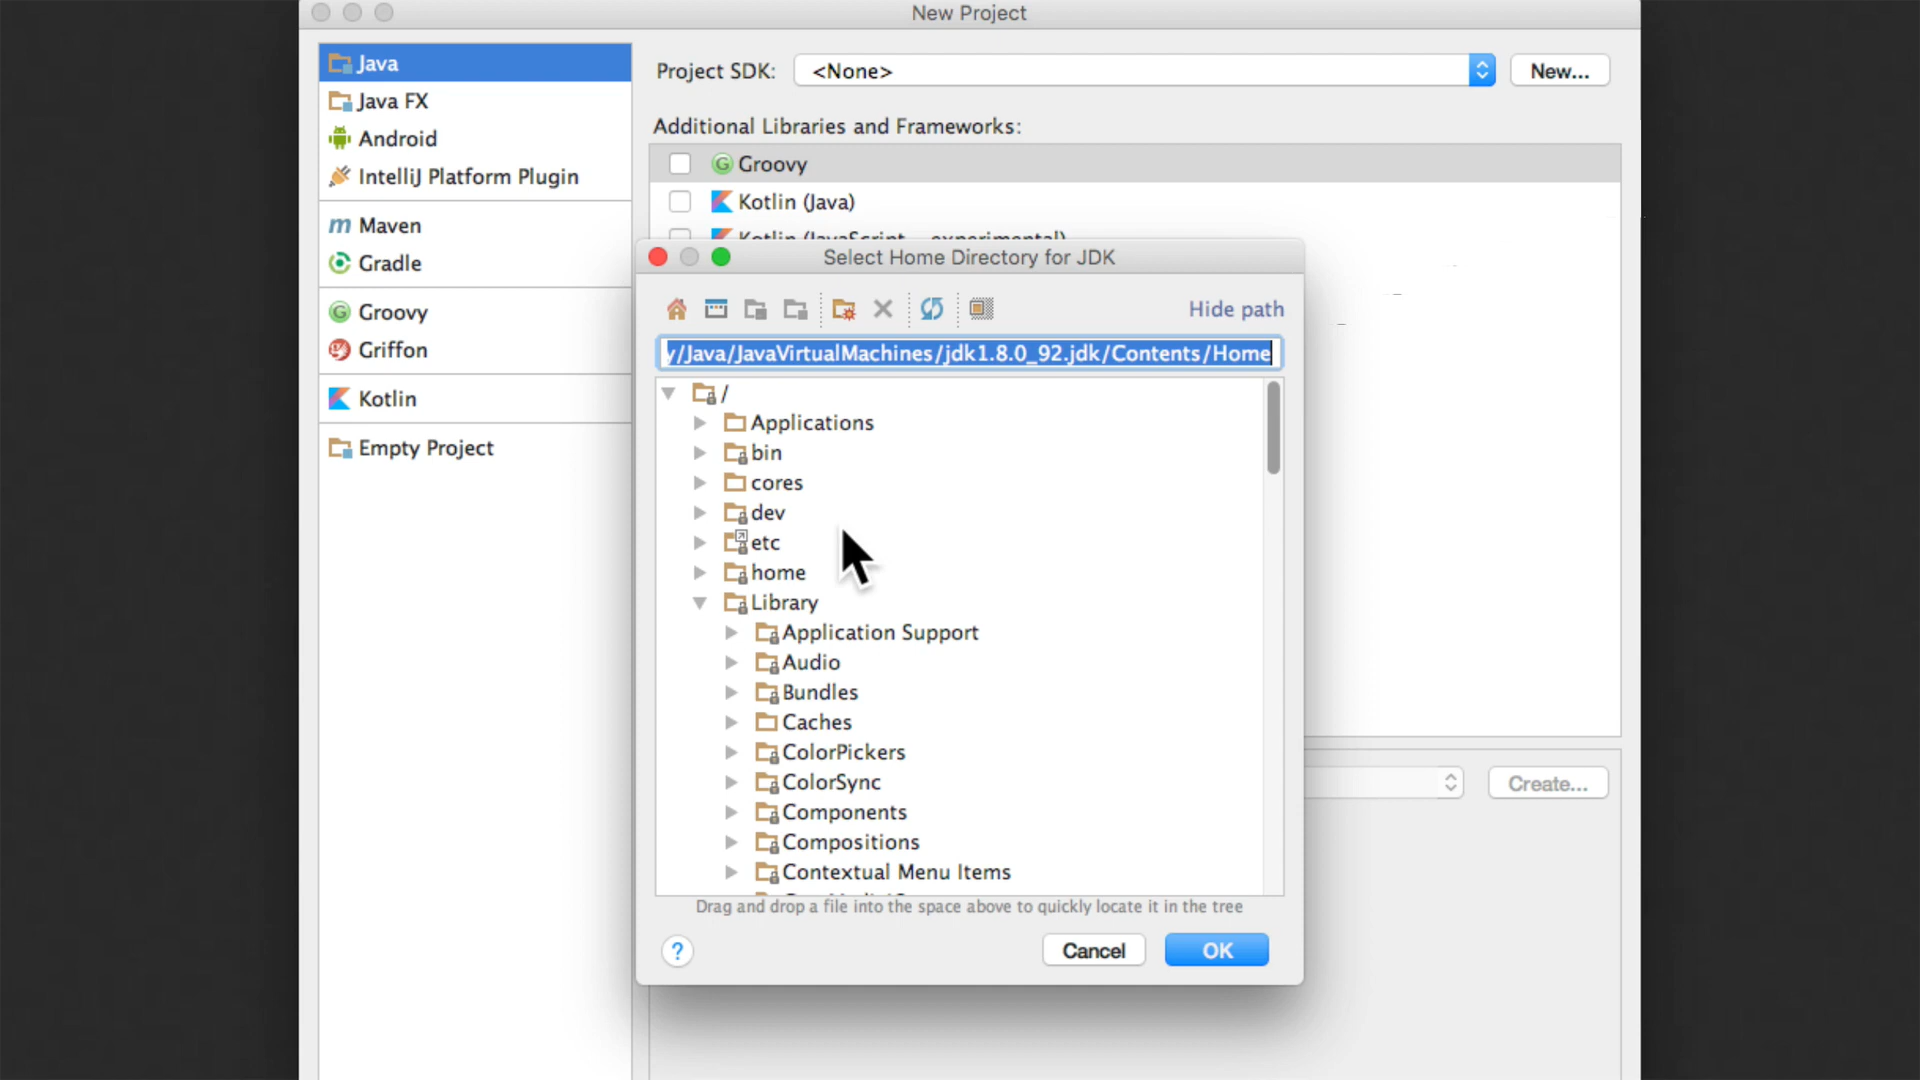 New Project
Java
Java FX
Android
IntelliJ Platform Plugin
Maven
Gradle
Groovy
Griffon
Kotlin
Empty Project
Project SDK: <None> New...
Additional Libraries and Frameworks:
Groovy
Kotlin (Java)
Kotlin (JavaScript - experimental)
Select Home Directory for JDK
Hide path
y/Java/JavaVirtualMachines/jdk1.8.0_92.jdk/Contents/Home
/
Applications
bin
cores
dev
etc
home
Library
Application Support
Audio
Bundles
Caches
ColorPickers
ColorSync
Components
Compositions
Contextual Menu Items
Drag and drop a file into the space above to quickly locate it in the tree
? Cancel OK
Create...